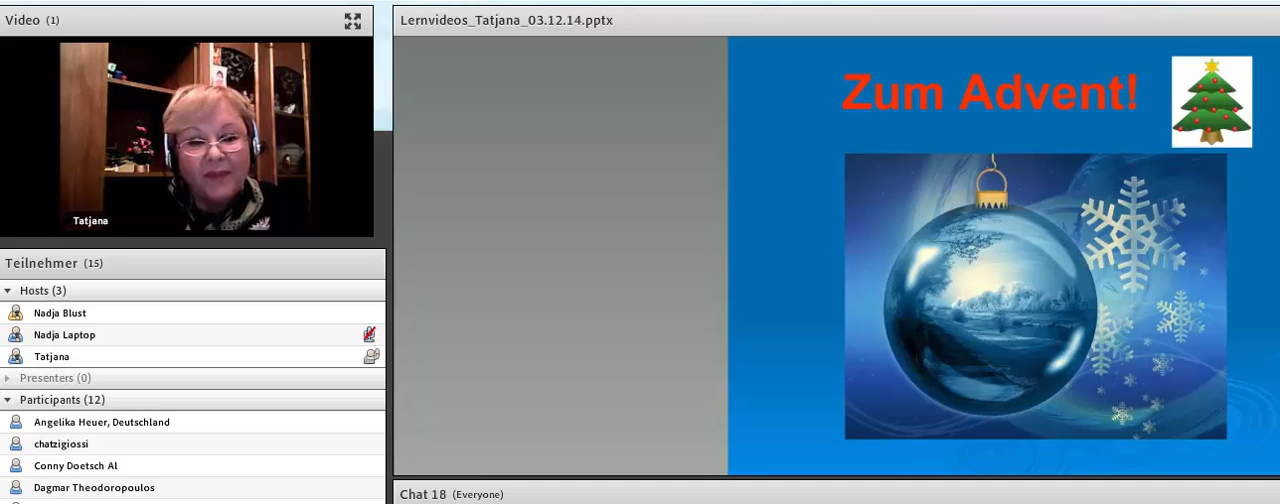 Video (1)
Tatjana
Teilnehmer (15)
Hosts (3)
Nadja Blust
Nadja Laptop
Tatjana
Presenters (0)
Participants (12)
Angelika Heuer, Deutschland
chatzigiossi
Conny Doetsch Al
Dagmar Theodoropoulos
Lernvideos_Tatjana_03.12.14.pptx
Zum Advent!
Chat 18 (Everyone)